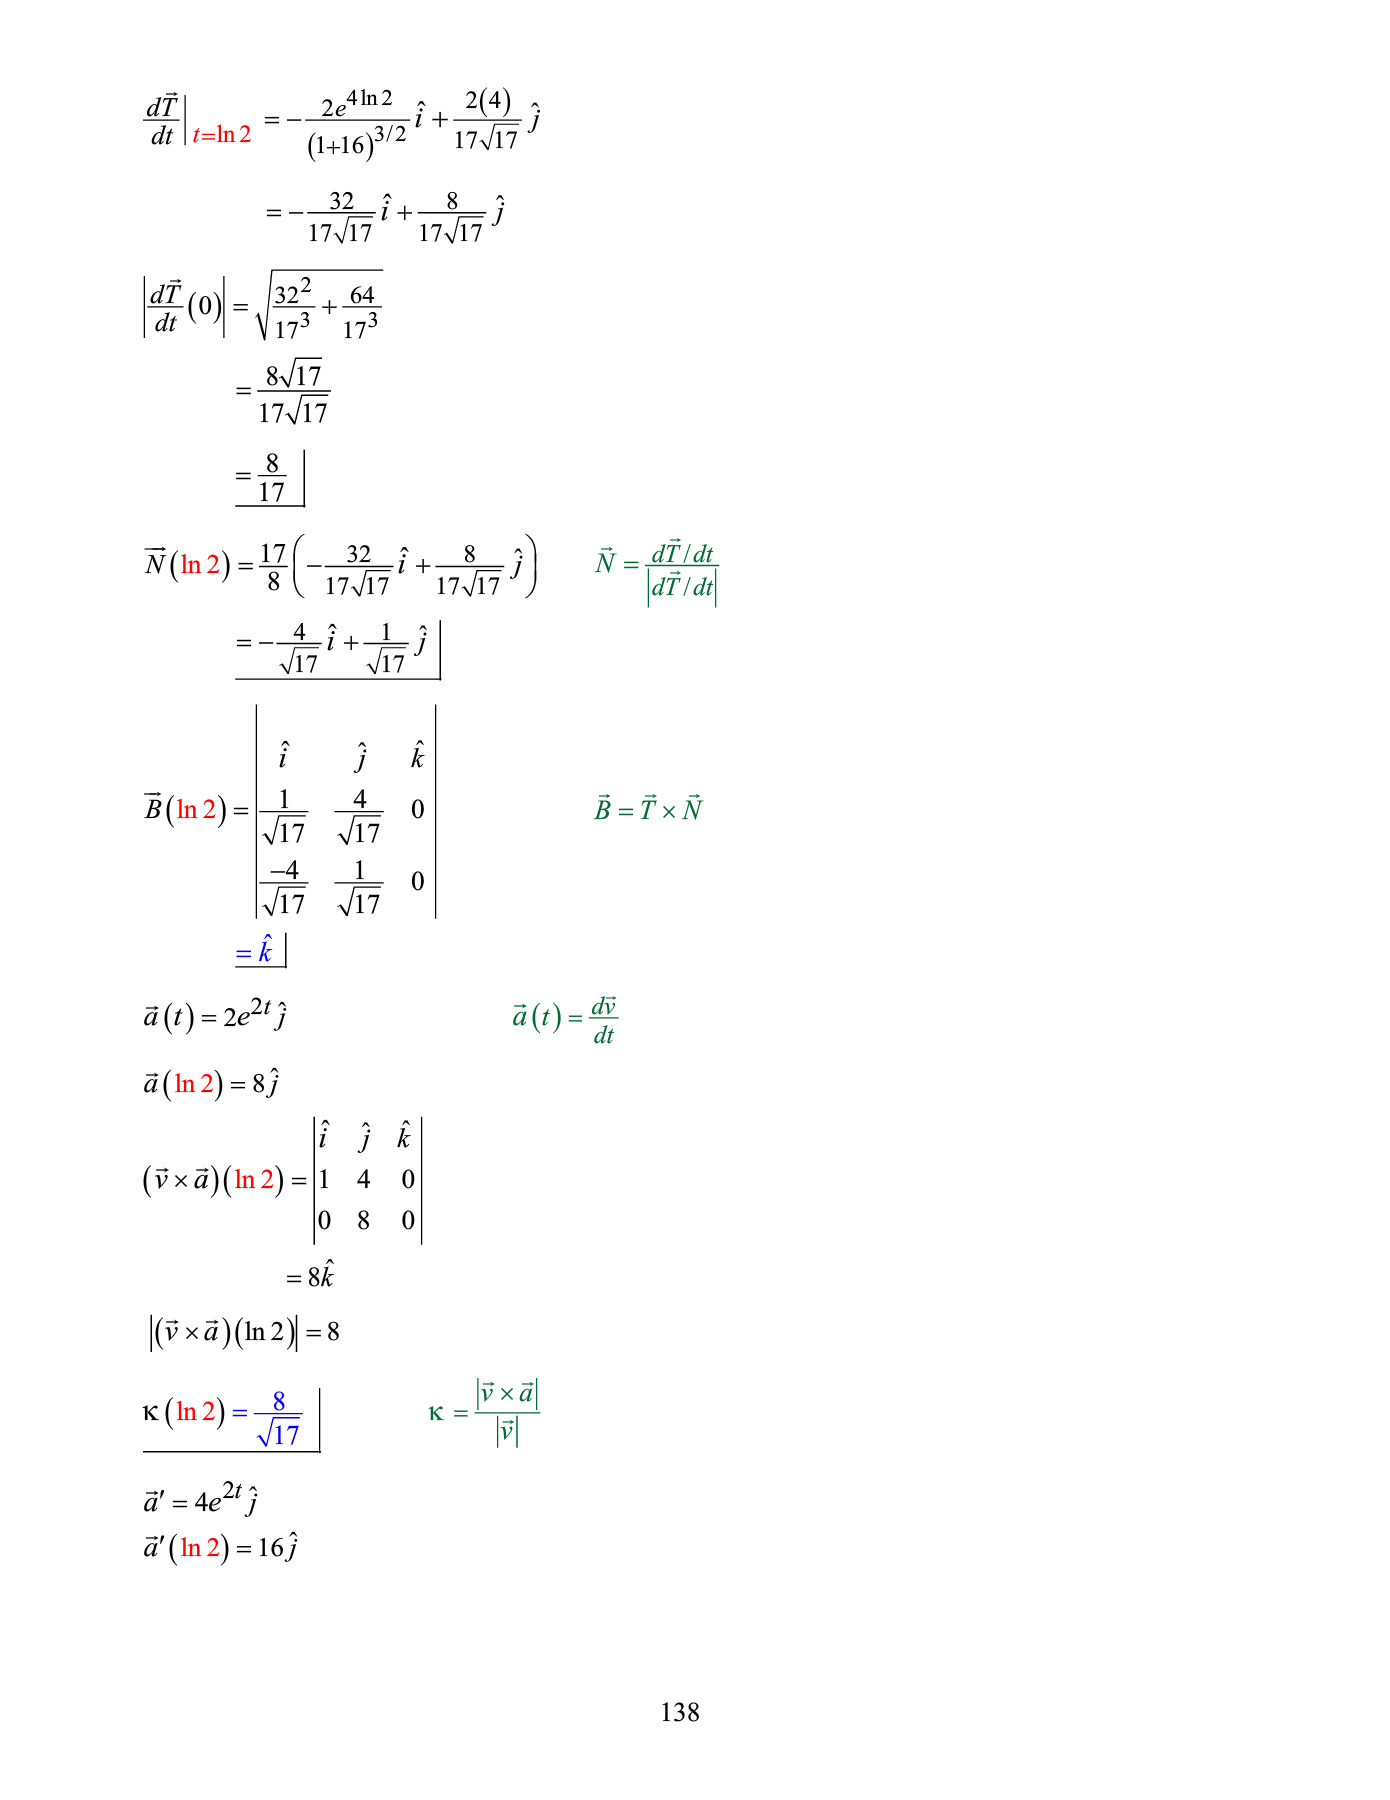 $\left.\frac{d\vec{T}}{dt}\right|_{t=\ln 2} = -\frac{2e^{4\ln 2}}{(1+16)^{3/2}}\hat{i} + \frac{2(4)}{17\sqrt{17}}\hat{j}$
$= -\frac{32}{17\sqrt{17}}\hat{i} + \frac{8}{17\sqrt{17}}\hat{j}$
$\left|\frac{d\vec{T}}{dt}(0)\right| = \sqrt{\frac{32^2}{17^3} + \frac{64}{17^3}}$
$= \frac{8\sqrt{17}}{17\sqrt{17}}$
$= \frac{8}{17}$
$\vec{N}(\ln 2) = \frac{17}{8}\left(-\frac{32}{17\sqrt{17}}\hat{i} + \frac{8}{17\sqrt{17}}\hat{j}\right)$ $\vec{N} = \frac{d\vec{T}/dt}{|d\vec{T}/dt|}$
$= -\frac{4}{\sqrt{17}}\hat{i} + \frac{1}{\sqrt{17}}\hat{j}$
$\vec{B}(\ln 2) = \begin{vmatrix} \hat{i} & \hat{j} & \hat{k} \\ \frac{1}{\sqrt{17}} & \frac{4}{\sqrt{17}} & 0 \\ \frac{-4}{\sqrt{17}} & \frac{1}{\sqrt{17}} & 0 \end{vmatrix}$ $\vec{B} = \vec{T} \times \vec{N}$
$= \hat{k}$
$\vec{a}(t) = 2e^{2t}\hat{j}$ $\vec{a}(t) = \frac{d\vec{v}}{dt}$
$\vec{a}(\ln 2) = 8\hat{j}$
$(\vec{v} \times \vec{a})(\ln 2) = \begin{vmatrix} \hat{i} & \hat{j} & \hat{k} \\ 1 & 4 & 0 \\ 0 & 8 & 0 \end{vmatrix}$
$= 8\hat{k}$
$|(\vec{v} \times \vec{a})(\ln 2)| = 8$
$\kappa(\ln 2) = \frac{8}{\sqrt{17}}$ $\kappa = \frac{|\vec{v} \times \vec{a}|}{|\vec{v}|}$
$\vec{a}' = 4e^{2t}\hat{j}$
$\vec{a}'(\ln 2) = 16\hat{j}$
138